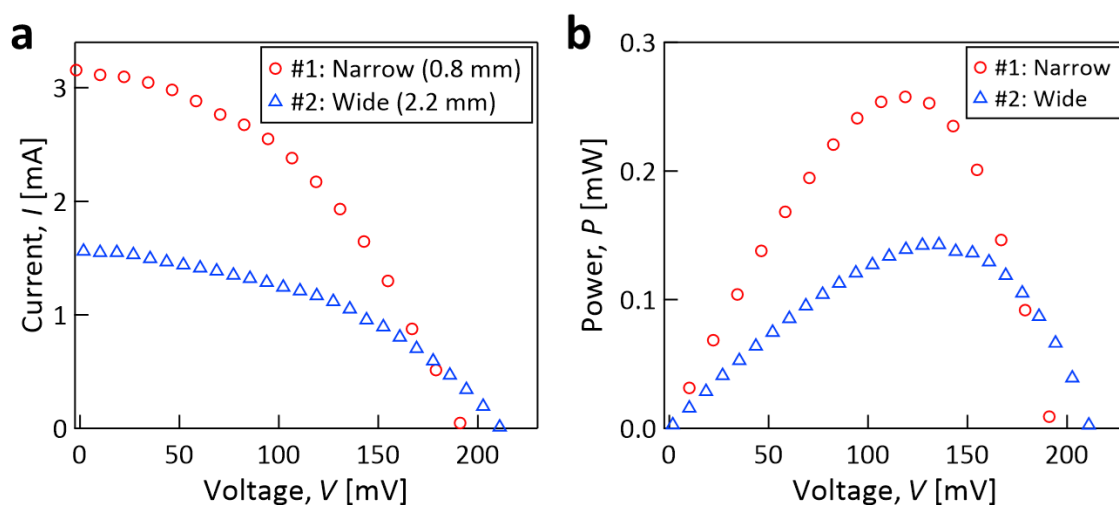 a
#1: Narrow (0.8 mm)
#2: Wide (2.2 mm)
Current, I [mA]
3
2
1
0
0
50
100
150
200
Voltage, V [mV]
b
#1: Narrow
#2: Wide
Power, P [mW]
0.3
0.2
0.1
0.0
0
50
100
150
200
Voltage, V [mV]